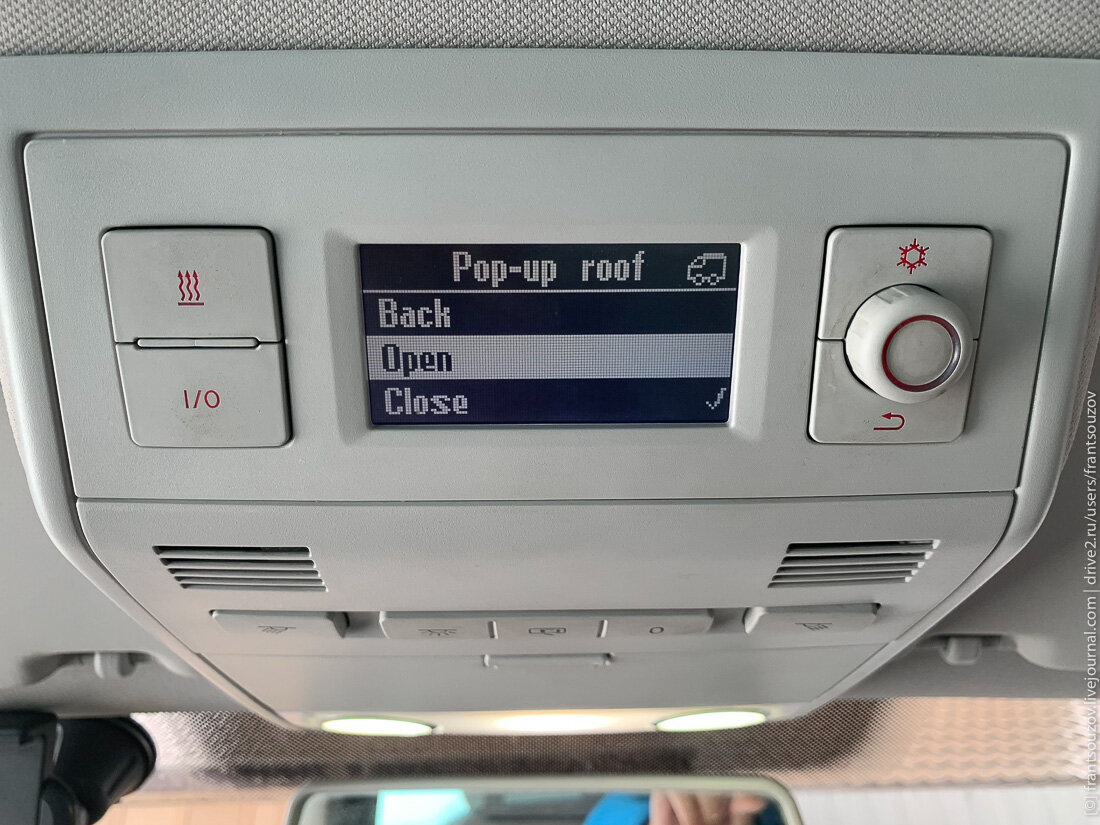 Pop-up roof
Back
Open
Close
I/O
O
[©] frantsouzov.livejournal.com | drive2.ru/users/frantsouzov